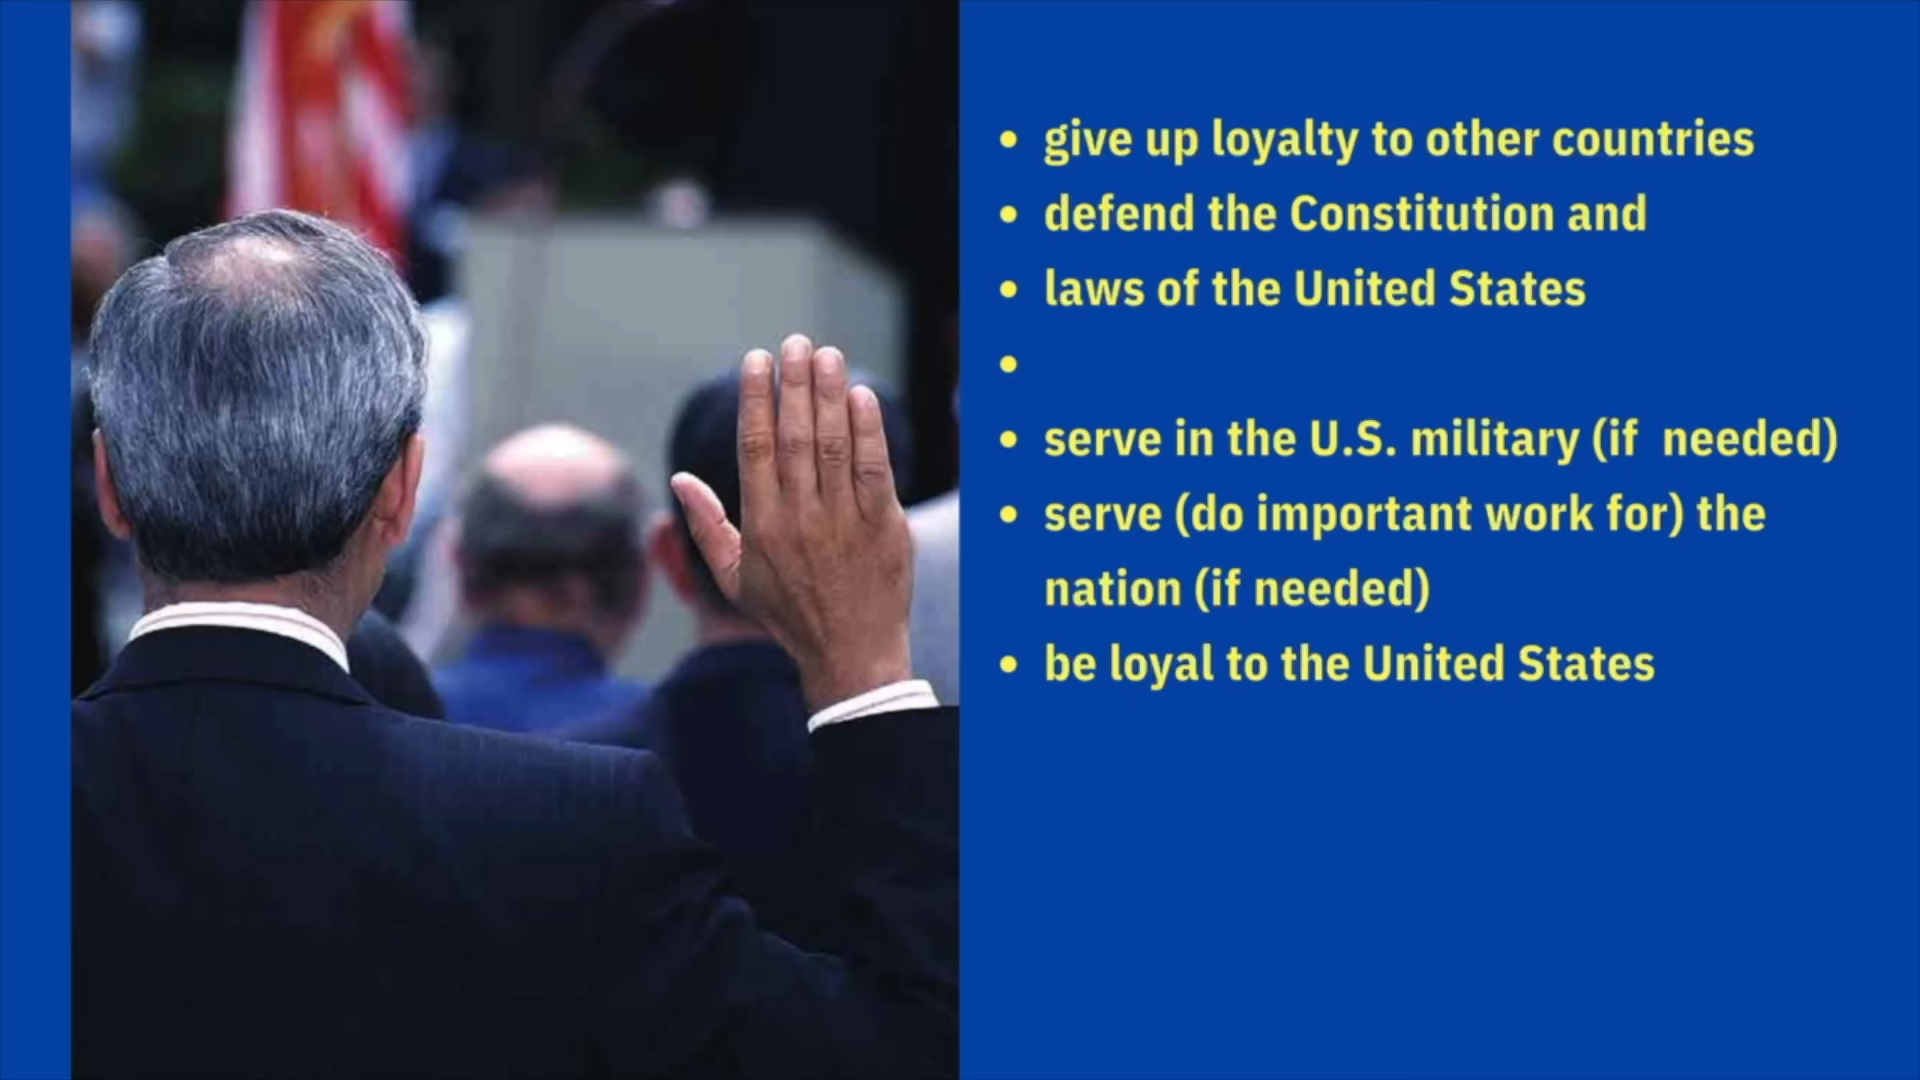 • give up loyalty to other countries
• defend the Constitution and
• laws of the United States
•
• serve in the U.S. military (if  needed)
• serve (do important work for) the
nation (if needed)
• be loyal to the United States